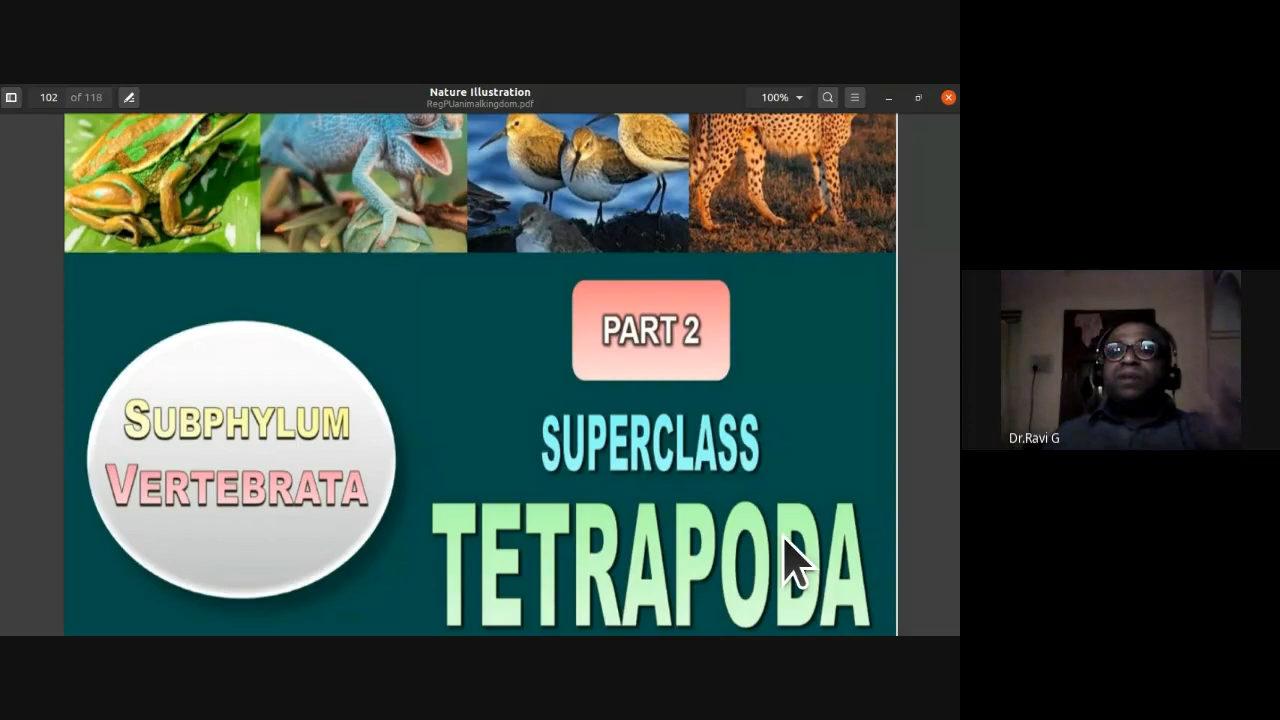 102 of 118
Nature Illustration
RegPUanimalkingdom.pdf
100%
PART 2
SUBPHYLUM
VERTEBRATA
SUPERCLASS
TETRAPODA
Dr.Ravi G